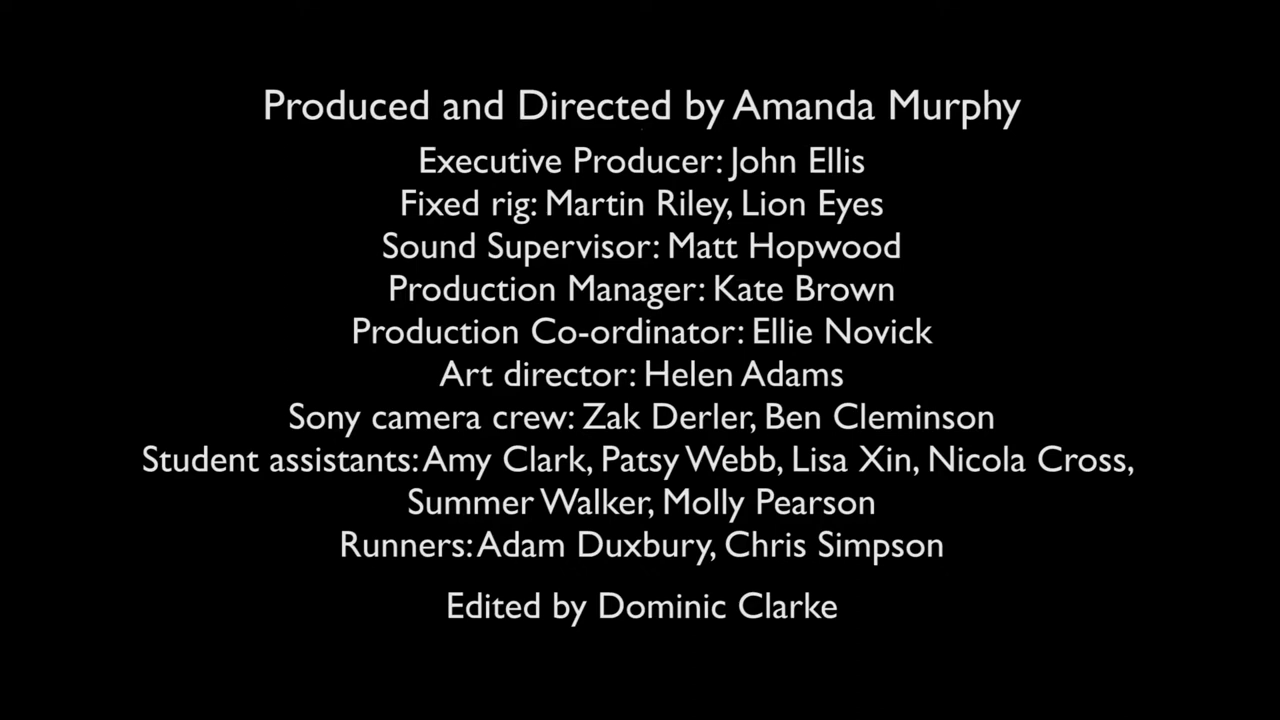 Produced and Directed by Amanda Murphy
Executive Producer: John Ellis
Fixed rig: Martin Riley, Lion Eyes
Sound Supervisor: Matt Hopwood
Production Manager: Kate Brown
Production Co-ordinator: Ellie Novick
Art director: Helen Adams
Sony camera crew: Zak Derler, Ben Cleminson
Student assistants: Amy Clark, Patsy Webb, Lisa Xin, Nicola Cross,
Summer Walker, Molly Pearson
Runners: Adam Duxbury, Chris Simpson
Edited by Dominic Clarke